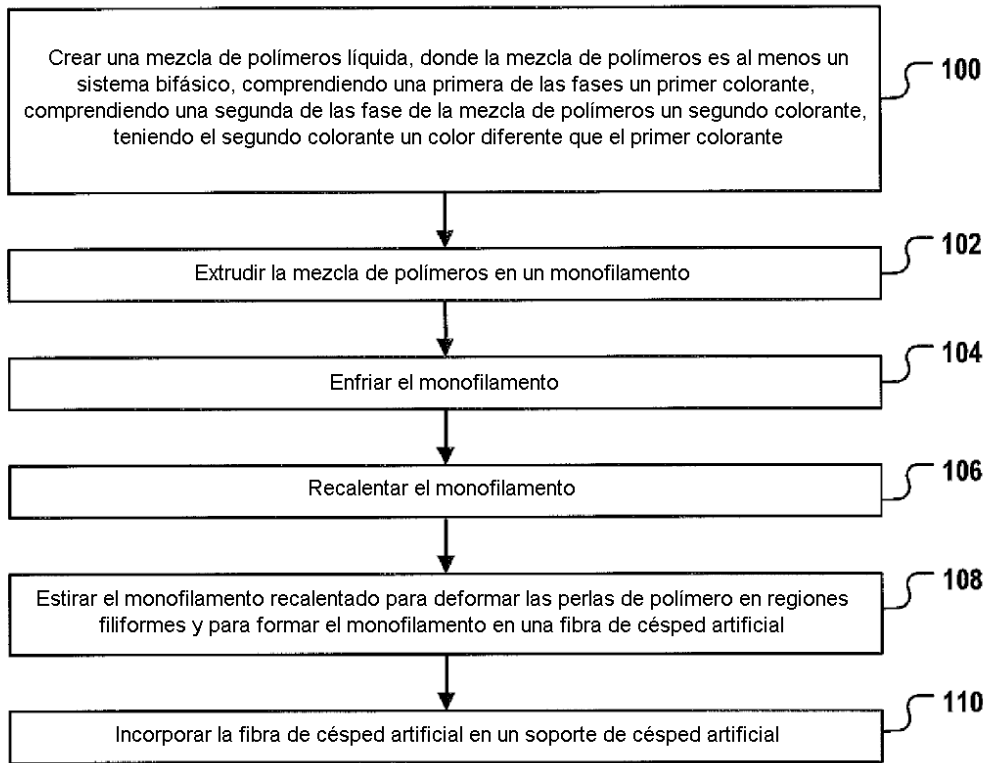 Crear una mezcla de polímeros líquida, donde la mezcla de polímeros es al menos un
sistema bifásico, comprendiendo una primera de las fases un primer colorante,
comprendiendo una segunda de las fase de la mezcla de polímeros un segundo colorante,
teniendo el segundo colorante un color diferente que el primer colorante
100
Extrudir la mezcla de polímeros en un monofilamento
102
Enfriar el monofilamento
104
Recalentar el monofilamento
106
Estirar el monofilamento recalentado para deformar las perlas de polímero en regiones
filiformes y para formar el monofilamento en una fibra de césped artificial
108
Incorporar la fibra de césped artificial en un soporte de césped artificial
110